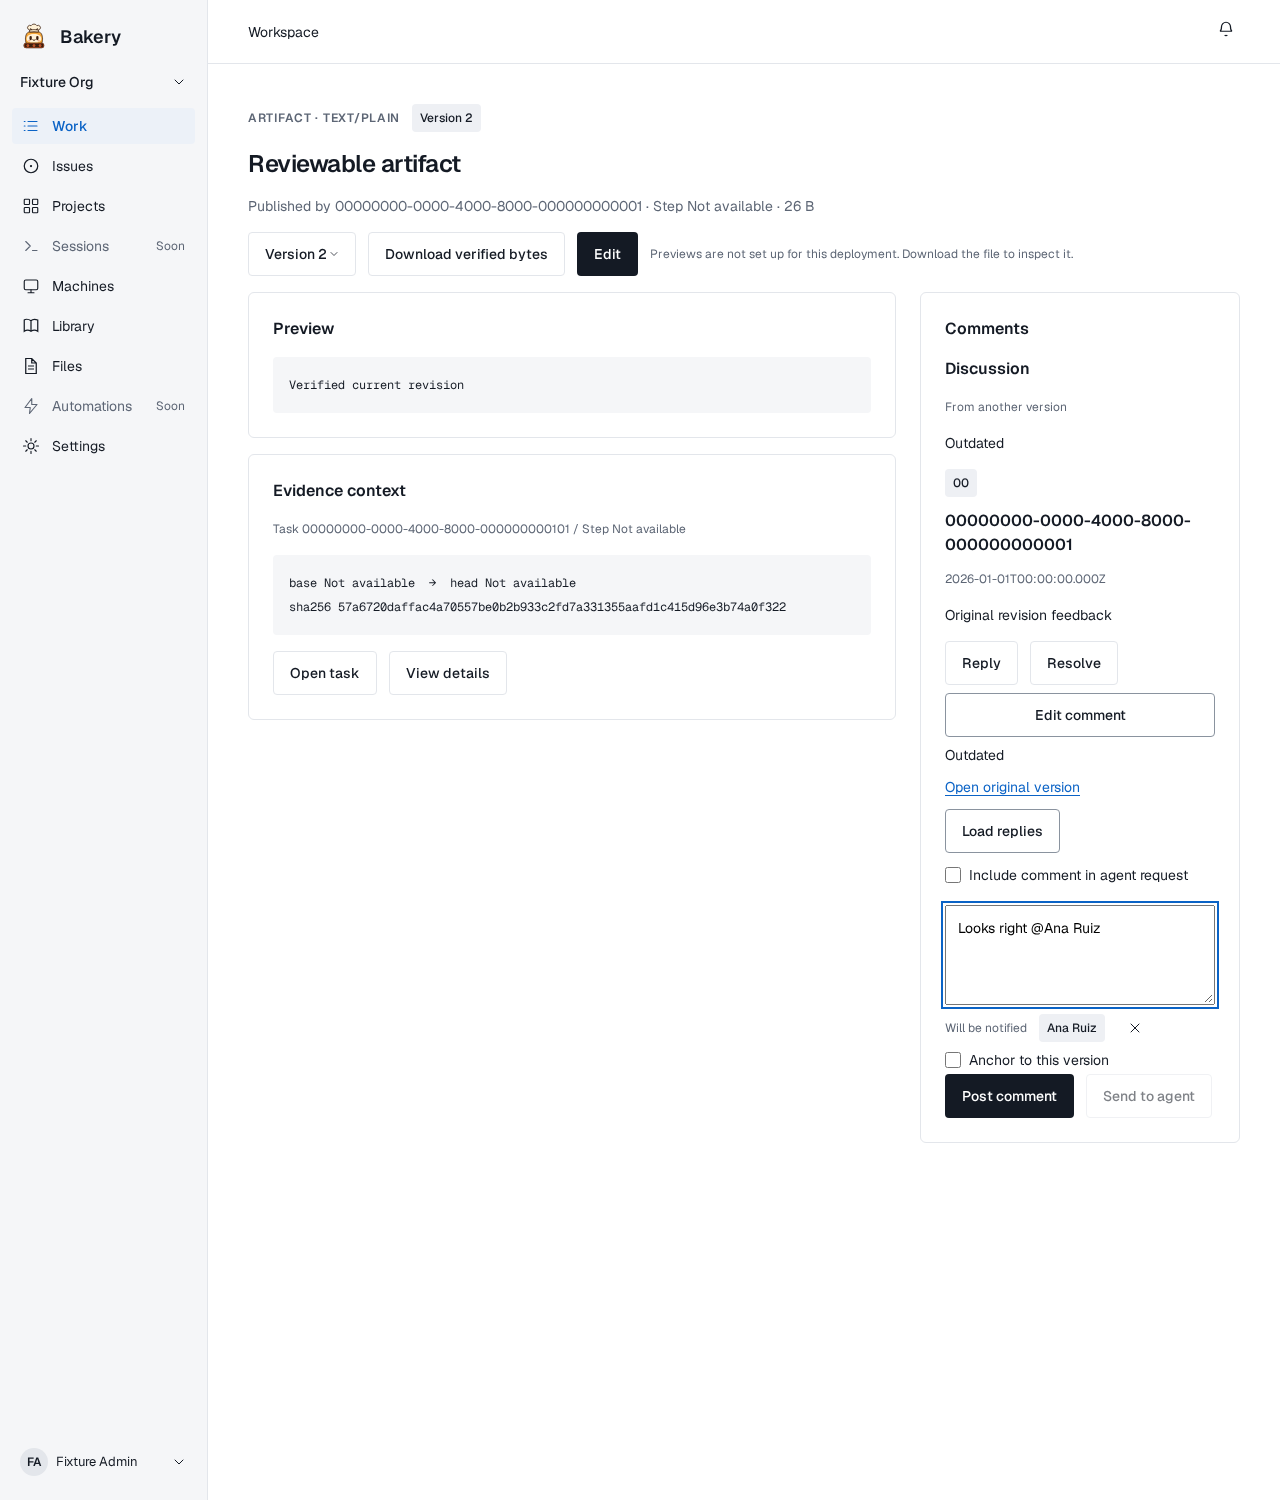 Bakery
Fixture Org
Work
Issues
Projects
Sessions Soon
Machines
Library
Files
Automations Soon
Settings
FA Fixture Admin
Workspace
ARTIFACT · TEXT/PLAIN Version 2
Reviewable artifact
Published by 00000000-0000-4000-8000-000000000001 · Step Not available · 26 B
Version 2 Download verified bytes Edit Previews are not set up for this deployment. Download the file to inspect it.
Preview
Verified current revision
Evidence context
Task 00000000-0000-4000-8000-000000000101 / Step Not available
base Not available → head Not available
sha256 57a6720daffac4a70557be0b2b933c2fd7a331355aafd1c415d96e3b74a0f322
Open task View details
Comments
Discussion
From another version
Outdated
00
00000000-0000-4000-8000-
000000000001
2026-01-01T00:00:00.000Z
Original revision feedback
Reply Resolve
Edit comment
Outdated
Open original version
Load replies
Include comment in agent request
Looks right @Ana Ruiz
Will be notified Ana Ruiz
Anchor to this version
Post comment Send to agent